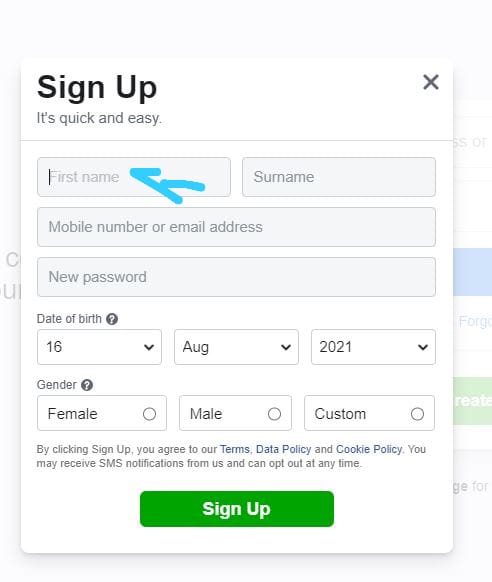 Sign Up
It's quick and easy.
First name
Surname
Mobile number or email address
New password
Date of birth
16
Aug
2021
Gender
Female
Male
Custom
By clicking Sign Up, you agree to our Terms, Data Policy and Cookie Policy. You
may receive SMS notifications from us and can opt out at any time.
Sign Up